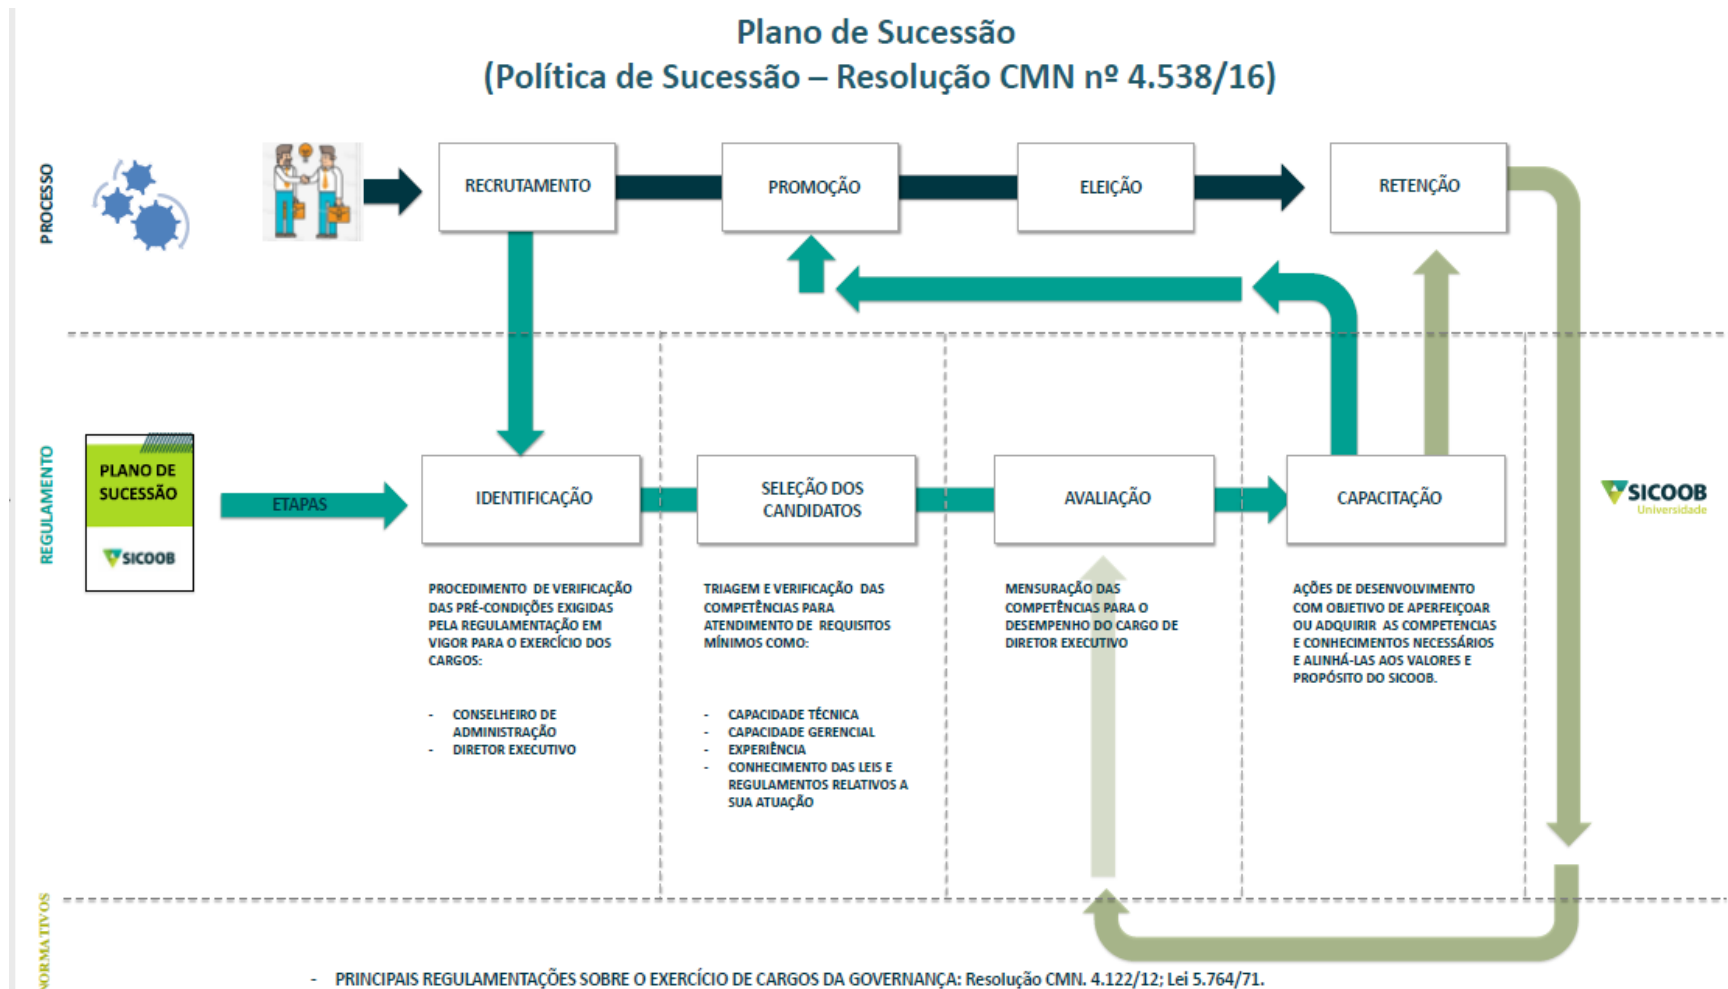 Plano de Sucessão
(Política de Sucessão – Resolução CMN nº 4.538/16)
PROCESSO
RECRUTAMENTO
PROMOÇÃO
ELEIÇÃO
RETENÇÃO
REGULAMENTO
PLANO DE
SUCESSÃO
SICOOB
ETAPAS
IDENTIFICAÇÃO
SELEÇÃO DOS
CANDIDATOS
AVALIAÇÃO
CAPACITAÇÃO
SICOOB
Universidade
PROCEDIMENTO DE VERIFICAÇÃO
DAS PRÉ-CONDIÇÕES EXIGIDAS
PELA REGULAMENTAÇÃO EM
VIGOR PARA O EXERCÍCIO DOS
CARGOS:
- CONSELHEIRO DE
ADMINISTRAÇÃO
- DIRETOR EXECUTIVO
TRIAGEM E VERIFICAÇÃO DAS
COMPETÊNCIAS PARA
ATENDIMENTO DE REQUISITOS
MÍNIMOS COMO:
- CAPACIDADE TÉCNICA
- CAPACIDADE GERENCIAL
- EXPERIÊNCIA
- CONHECIMENTO DAS LEIS E
REGULAMENTOS RELATIVOS A
SUA ATUAÇÃO
MENSURAÇÃO DAS
COMPETÊNCIAS PARA O
DESEMPENHO DO CARGO DE
DIRETOR EXECUTIVO
AÇÕES DE DESENVOLVIMENTO
COM OBJETIVO DE APERFEIÇOAR
OU ADQUIRIR AS COMPETENCIAS
E CONHECIMENTOS NECESSÁRIOS
E ALINHÁ-LAS AOS VALORES E
PROPÓSITO DO SICOOB.
NORMATIVOS
- PRINCIPAIS REGULAMENTAÇÕES SOBRE O EXERCÍCIO DE CARGOS DA GOVERNANÇA: Resolução CMN. 4.122/12; Lei 5.764/71.